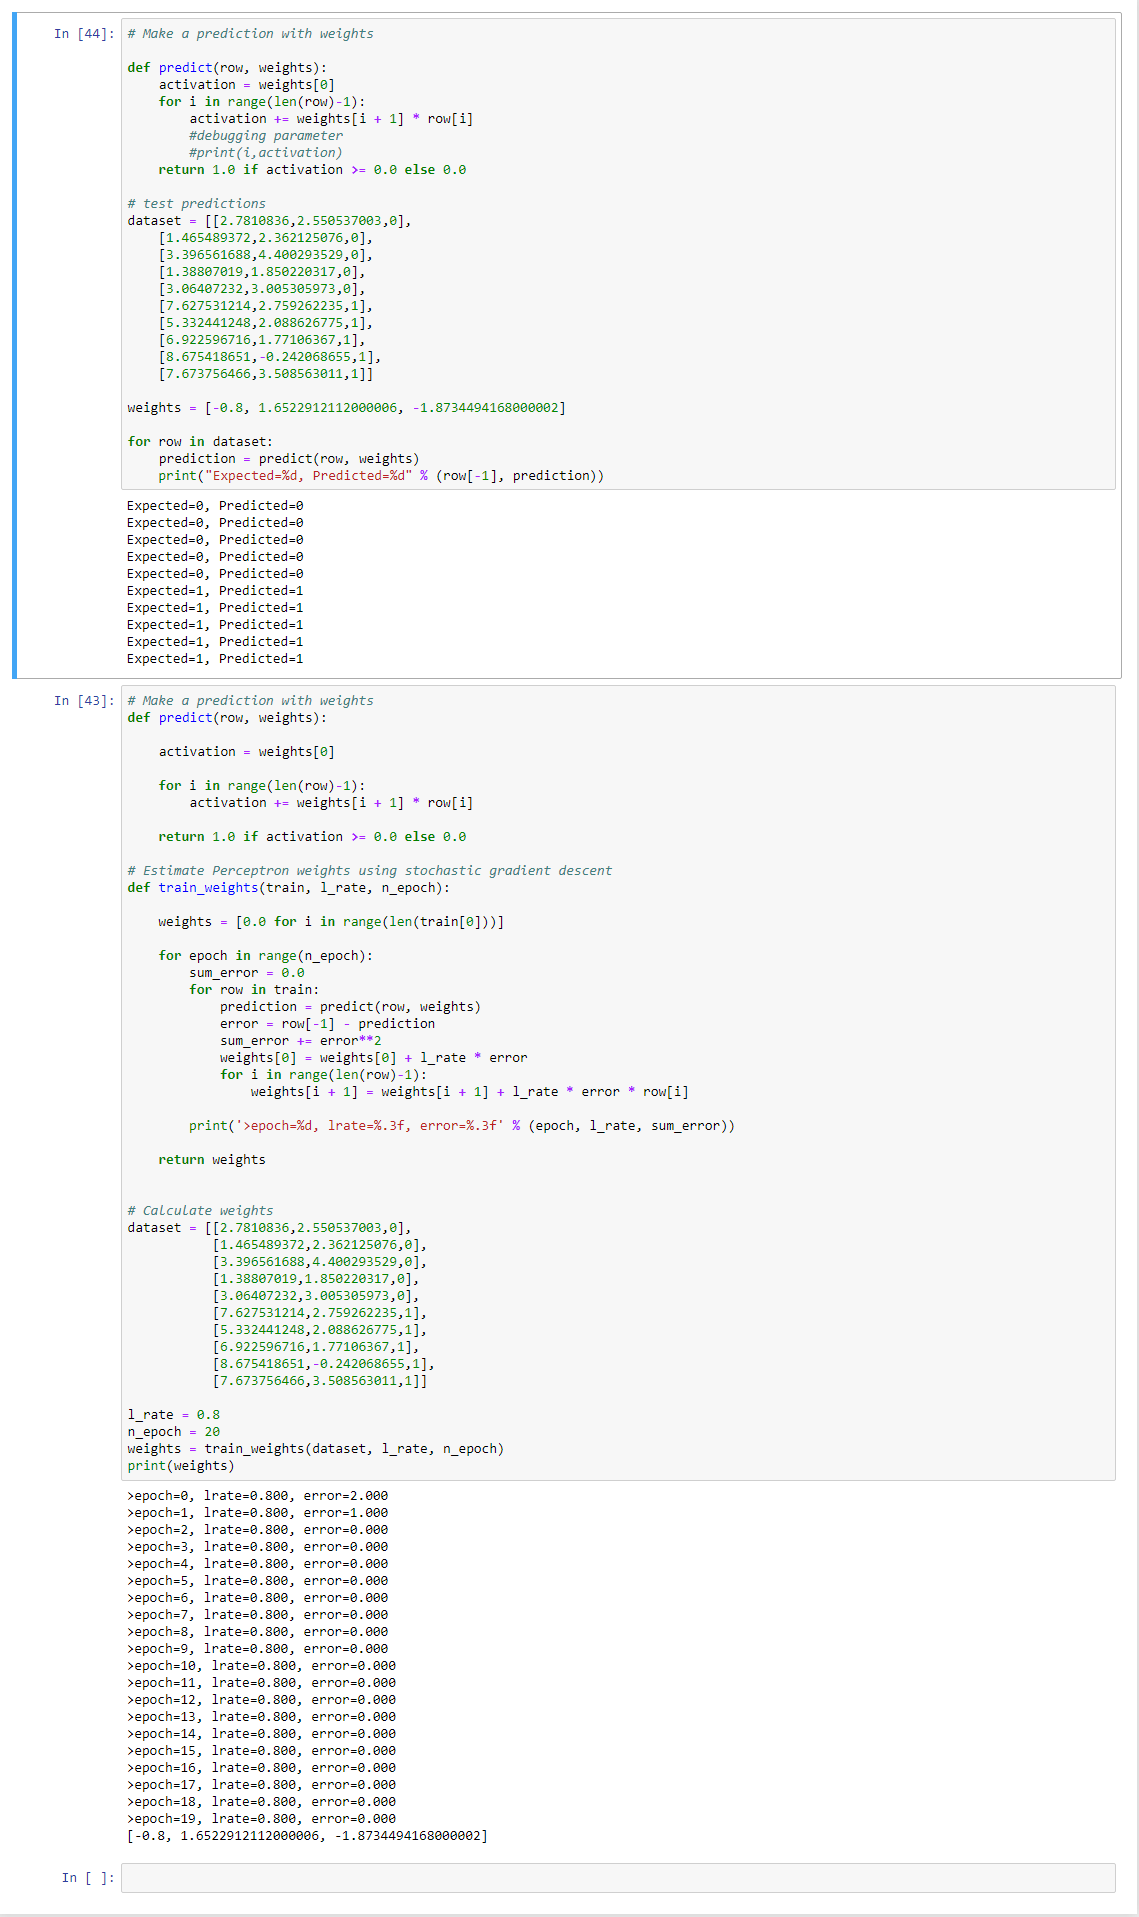 In [44]:
# Make a prediction with weights
def predict(row, weights):
    activation = weights[0]
    for i in range(len(row)-1):
        activation += weights[i + 1] * row[i]
        #debugging parameter
        #print(i,activation)
    return 1.0 if activation >= 0.0 else 0.0
# test predictions
dataset = [[2.7810836,2.550537003,0],
    [1.465489372,2.362125076,0],
    [3.396561688,4.400293529,0],
    [1.38807019,1.850220317,0],
    [3.06407232,3.005305973,0],
    [7.627531214,2.759262235,1],
    [5.332441248,2.088626775,1],
    [6.922596716,1.77106367,1],
    [8.675418651,-0.242068655,1],
    [7.673756466,3.508563011,1]]
weights = [-0.8, 1.6522912112000006, -1.8734494168000002]
for row in dataset:
    prediction = predict(row, weights)
    print("Expected=%d, Predicted=%d" % (row[-1], prediction))
Expected=0, Predicted=0
Expected=0, Predicted=0
Expected=0, Predicted=0
Expected=0, Predicted=0
Expected=0, Predicted=0
Expected=1, Predicted=1
Expected=1, Predicted=1
Expected=1, Predicted=1
Expected=1, Predicted=1
Expected=1, Predicted=1
In [43]:
# Make a prediction with weights
def predict(row, weights):
    activation = weights[0]
    for i in range(len(row)-1):
        activation += weights[i + 1] * row[i]
    return 1.0 if activation >= 0.0 else 0.0
# Estimate Perceptron weights using stochastic gradient descent
def train_weights(train, l_rate, n_epoch):
    weights = [0.0 for i in range(len(train[0]))]
    for epoch in range(n_epoch):
        sum_error = 0.0
        for row in train:
            prediction = predict(row, weights)
            error = row[-1] - prediction
            sum_error += error**2
            weights[0] = weights[0] + l_rate * error
            for i in range(len(row)-1):
                weights[i + 1] = weights[i + 1] + l_rate * error * row[i]
        print('>epoch=%d, lrate=%.3f, error=%.3f' % (epoch, l_rate, sum_error))
    return weights
# Calculate weights
dataset = [[2.7810836,2.550537003,0],
           [1.465489372,2.362125076,0],
           [3.396561688,4.400293529,0],
           [1.38807019,1.850220317,0],
           [3.06407232,3.005305973,0],
           [7.627531214,2.759262235,1],
           [5.332441248,2.088626775,1],
           [6.922596716,1.77106367,1],
           [8.675418651,-0.242068655,1],
           [7.673756466,3.508563011,1]]
l_rate = 0.8
n_epoch = 20
weights = train_weights(dataset, l_rate, n_epoch)
print(weights)
>epoch=0, lrate=0.800, error=2.000
>epoch=1, lrate=0.800, error=1.000
>epoch=2, lrate=0.800, error=0.000
>epoch=3, lrate=0.800, error=0.000
>epoch=4, lrate=0.800, error=0.000
>epoch=5, lrate=0.800, error=0.000
>epoch=6, lrate=0.800, error=0.000
>epoch=7, lrate=0.800, error=0.000
>epoch=8, lrate=0.800, error=0.000
>epoch=9, lrate=0.800, error=0.000
>epoch=10, lrate=0.800, error=0.000
>epoch=11, lrate=0.800, error=0.000
>epoch=12, lrate=0.800, error=0.000
>epoch=13, lrate=0.800, error=0.000
>epoch=14, lrate=0.800, error=0.000
>epoch=15, lrate=0.800, error=0.000
>epoch=16, lrate=0.800, error=0.000
>epoch=17, lrate=0.800, error=0.000
>epoch=18, lrate=0.800, error=0.000
>epoch=19, lrate=0.800, error=0.000
[-0.8, 1.6522912112000006, -1.8734494168000002]
In [ ]: